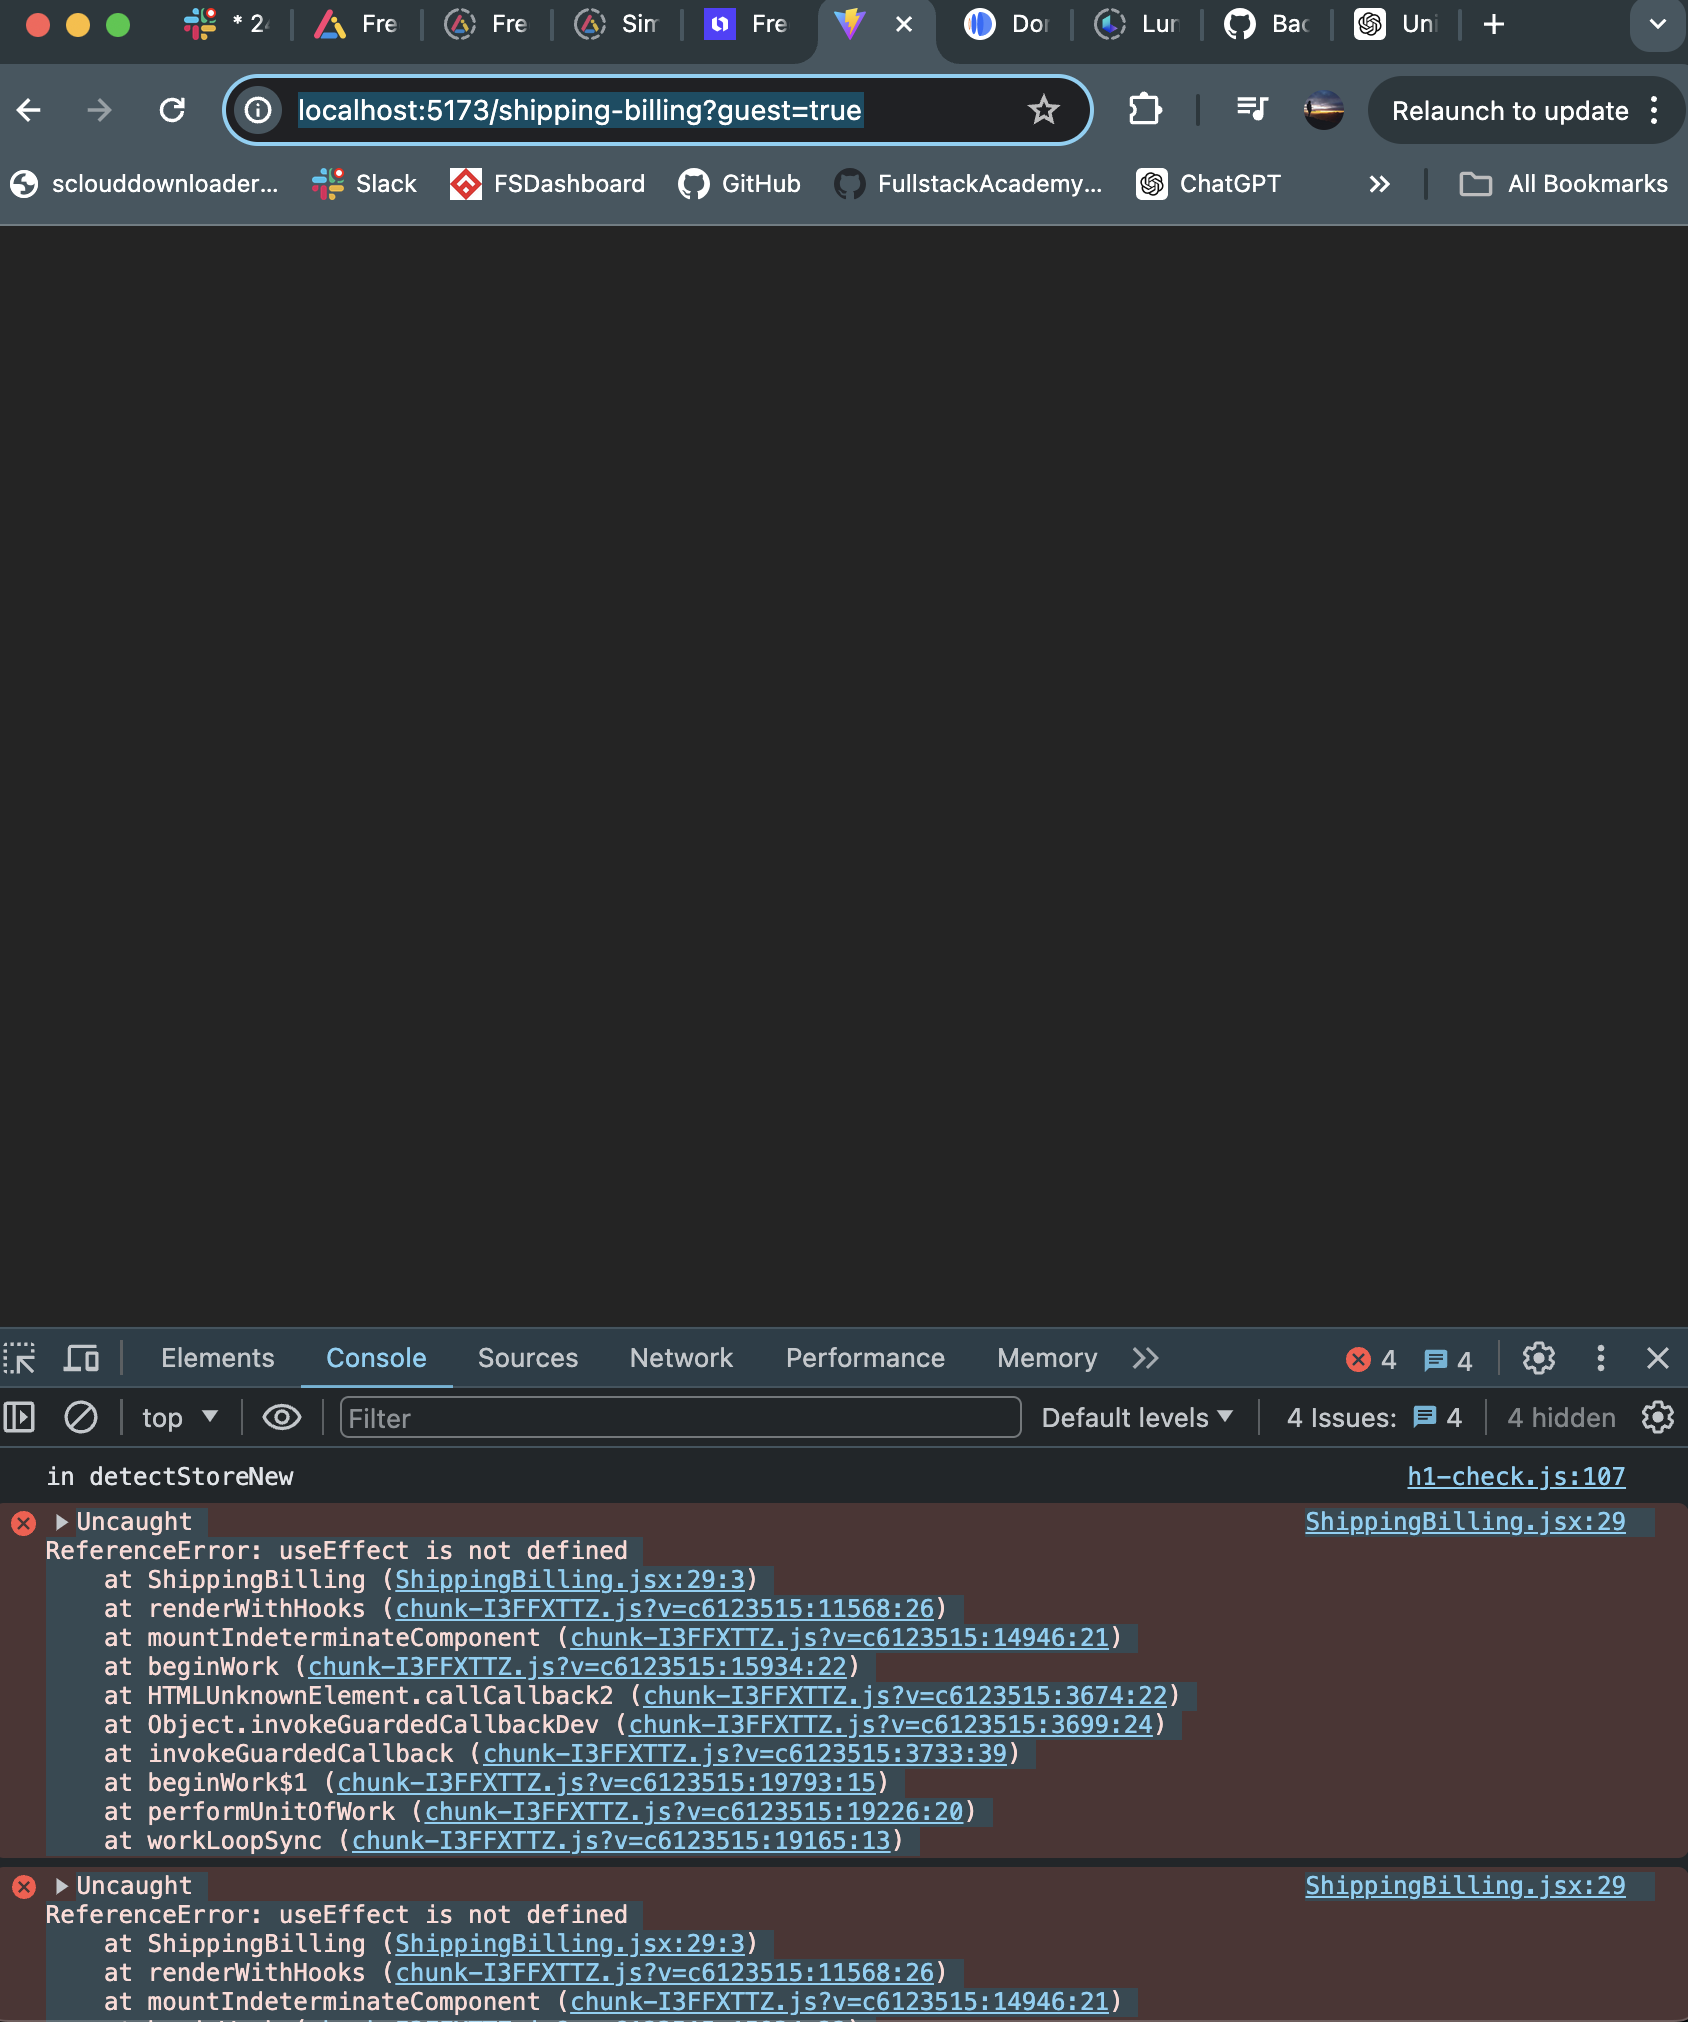 * 2
Fre
Fre
Sim
Fre
Dor
Lun
Bac
Uni
localhost:5173/shipping-billing?guest=true
Relaunch to update
sclouddownloader...
Slack
FSDashboard
GitHub
FullstackAcademy...
ChatGPT
All Bookmarks
Elements
Console
Sources
Network
Performance
Memory
4
4
top
Filter
Default levels
4 Issues:
4
4 hidden
in detectStoreNew
h1-check.js:107
Uncaught
ShippingBilling.jsx:29
ReferenceError: useEffect is not defined
at ShippingBilling (ShippingBilling.jsx:29:3)
at renderWithHooks (chunk-I3FFXTTZ.js?v=c6123515:11568:26)
at mountIndeterminateComponent (chunk-I3FFXTTZ.js?v=c6123515:14946:21)
at beginWork (chunk-I3FFXTTZ.js?v=c6123515:15934:22)
at HTMLUnknownElement.callCallback2 (chunk-I3FFXTTZ.js?v=c6123515:3674:22)
at Object.invokeGuardedCallbackDev (chunk-I3FFXTTZ.js?v=c6123515:3699:24)
at invokeGuardedCallback (chunk-I3FFXTTZ.js?v=c6123515:3733:39)
at beginWork$1 (chunk-I3FFXTTZ.js?v=c6123515:19793:15)
at performUnitOfWork (chunk-I3FFXTTZ.js?v=c6123515:19226:20)
at workLoopSync (chunk-I3FFXTTZ.js?v=c6123515:19165:13)
Uncaught
ShippingBilling.jsx:29
ReferenceError: useEffect is not defined
at ShippingBilling (ShippingBilling.jsx:29:3)
at renderWithHooks (chunk-I3FFXTTZ.js?v=c6123515:11568:26)
at mountIndeterminateComponent (chunk-I3FFXTTZ.js?v=c6123515:14946:21)